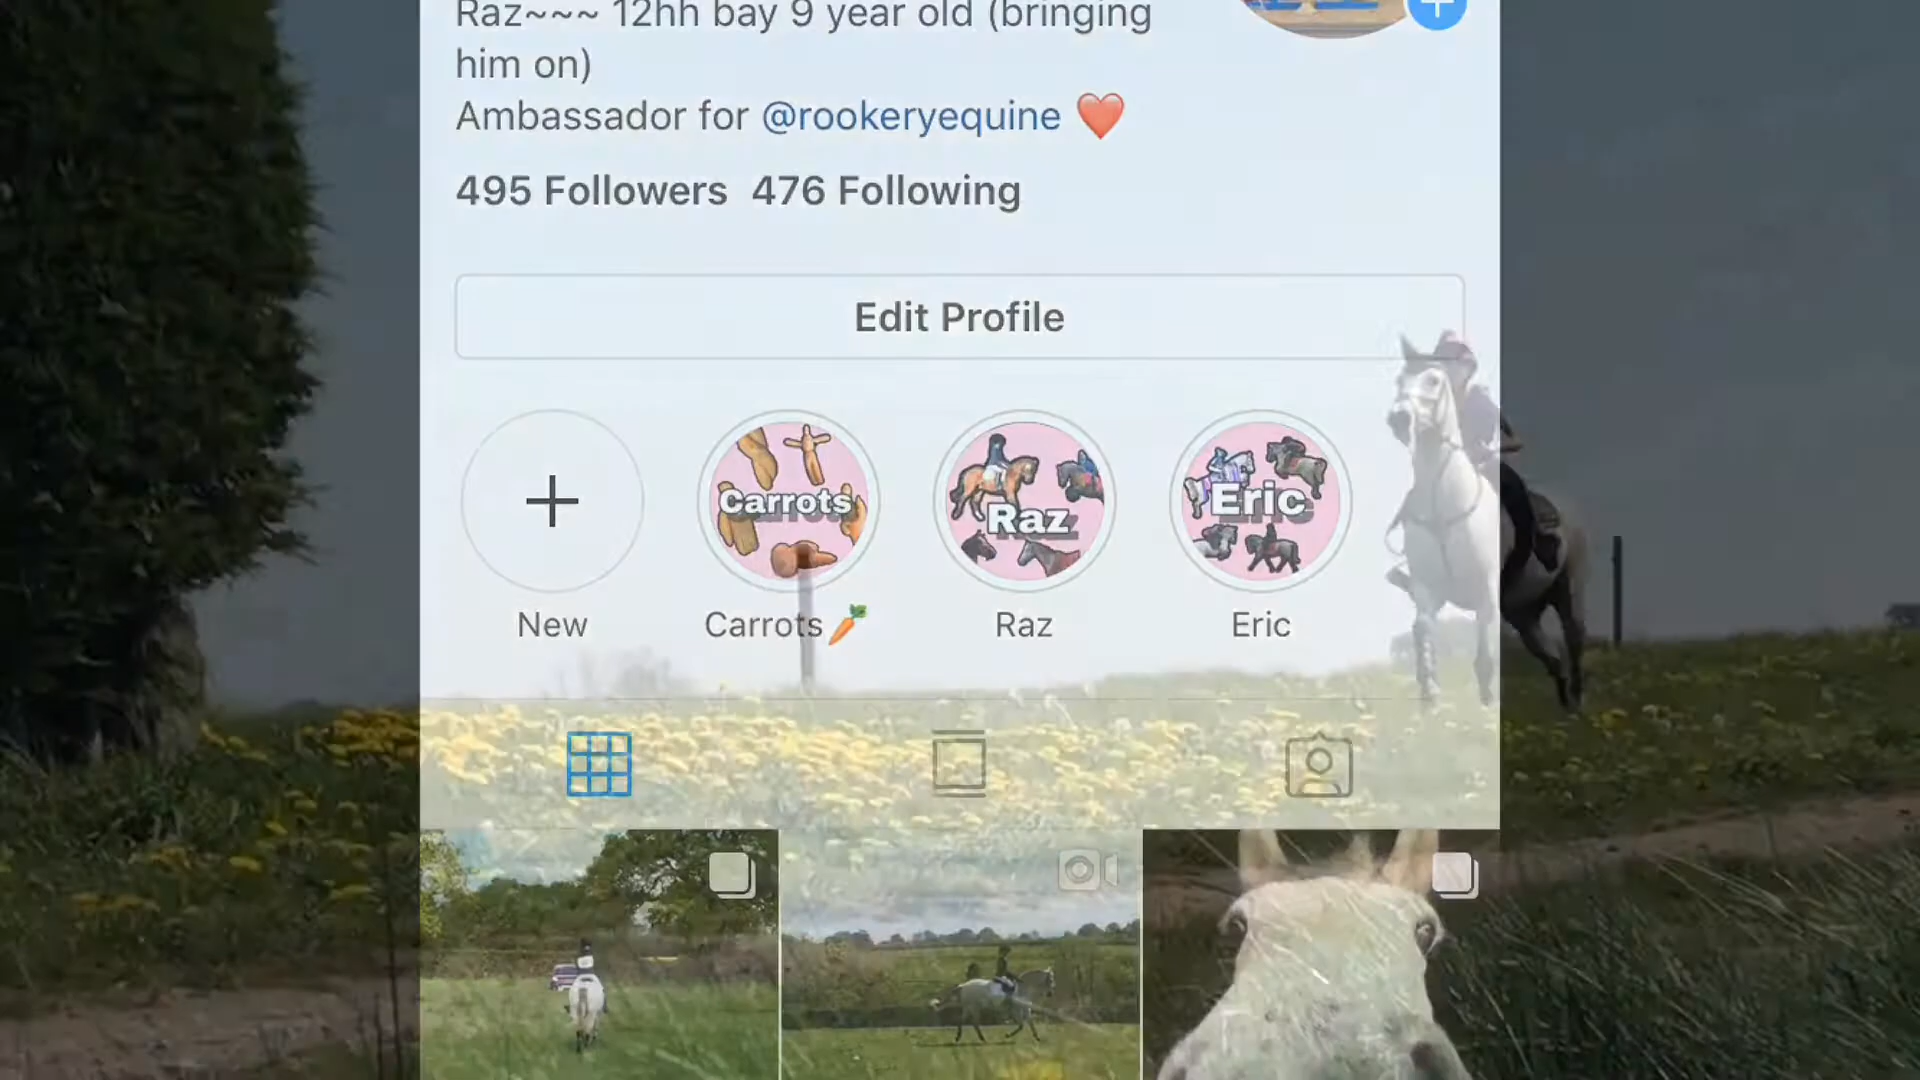 Raz~~~ 12hh bay 9 year old (bringing
him on)
Ambassador for @rookeryequine ❤️
495 Followers 476 Following
Edit Profile
Carrots
Raz
Eric
New
Carrots🥕
Raz
Eric